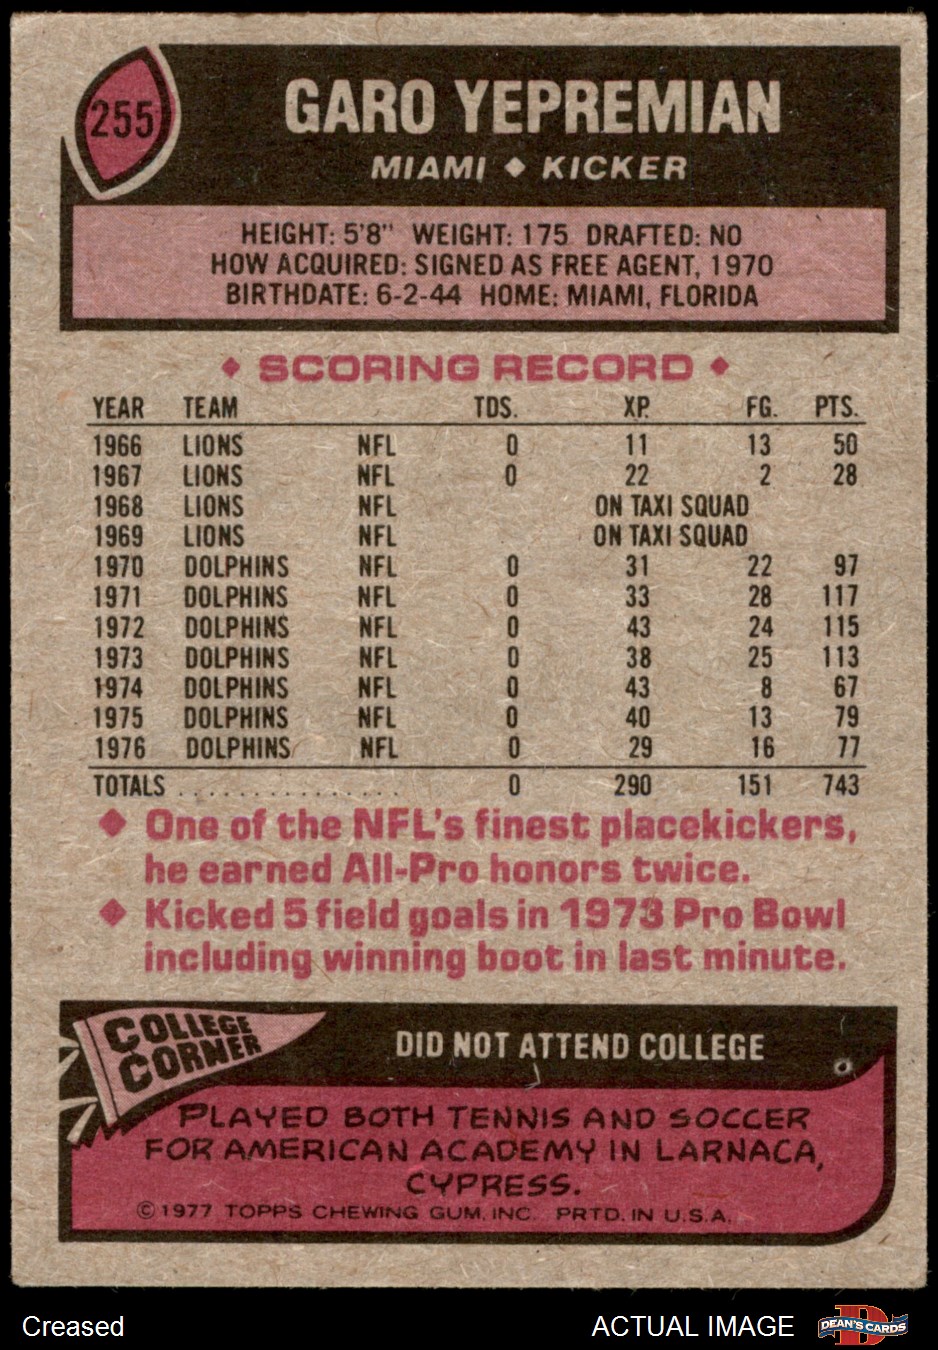 255
GARO YEPREMIAN
MIAMI ♦ KICKER
HEIGHT: 5'8" WEIGHT: 175 DRAFTED: NO
HOW ACQUIRED: SIGNED AS FREE AGENT, 1970
BIRTHDATE: 6-2-44 HOME: MIAMI, FLORIDA
♦ SCORING RECORD ♦
YEAR TEAM TDS. XP. FG. PTS.
1966 LIONS NFL 0 11 13 50
1967 LIONS NFL 0 22 2 28
1968 LIONS NFL ON TAXI SQUAD
1969 LIONS NFL ON TAXI SQUAD
1970 DOLPHINS NFL 0 31 22 97
1971 DOLPHINS NFL 0 33 28 117
1972 DOLPHINS NFL 0 43 24 115
1973 DOLPHINS NFL 0 38 25 113
1974 DOLPHINS NFL 0 43 8 67
1975 DOLPHINS NFL 0 40 13 79
1976 DOLPHINS NFL 0 29 16 77
TOTALS . . . . . . . . . . . . . . . 0 290 151 743
♦ One of the NFL's finest placekickers,
he earned All-Pro honors twice.
♦ Kicked 5 field goals in 1973 Pro Bowl
including winning boot in last minute.
COLLEGE
CORNER
DID NOT ATTEND COLLEGE
PLAYED BOTH TENNIS AND SOCCER
FOR AMERICAN ACADEMY IN LARNACA,
CYPRESS.
©1977 TOPPS CHEWING GUM, INC. PRTD. IN U.S.A.
Creased
ACTUAL IMAGE
D
DEAN'S CARDS